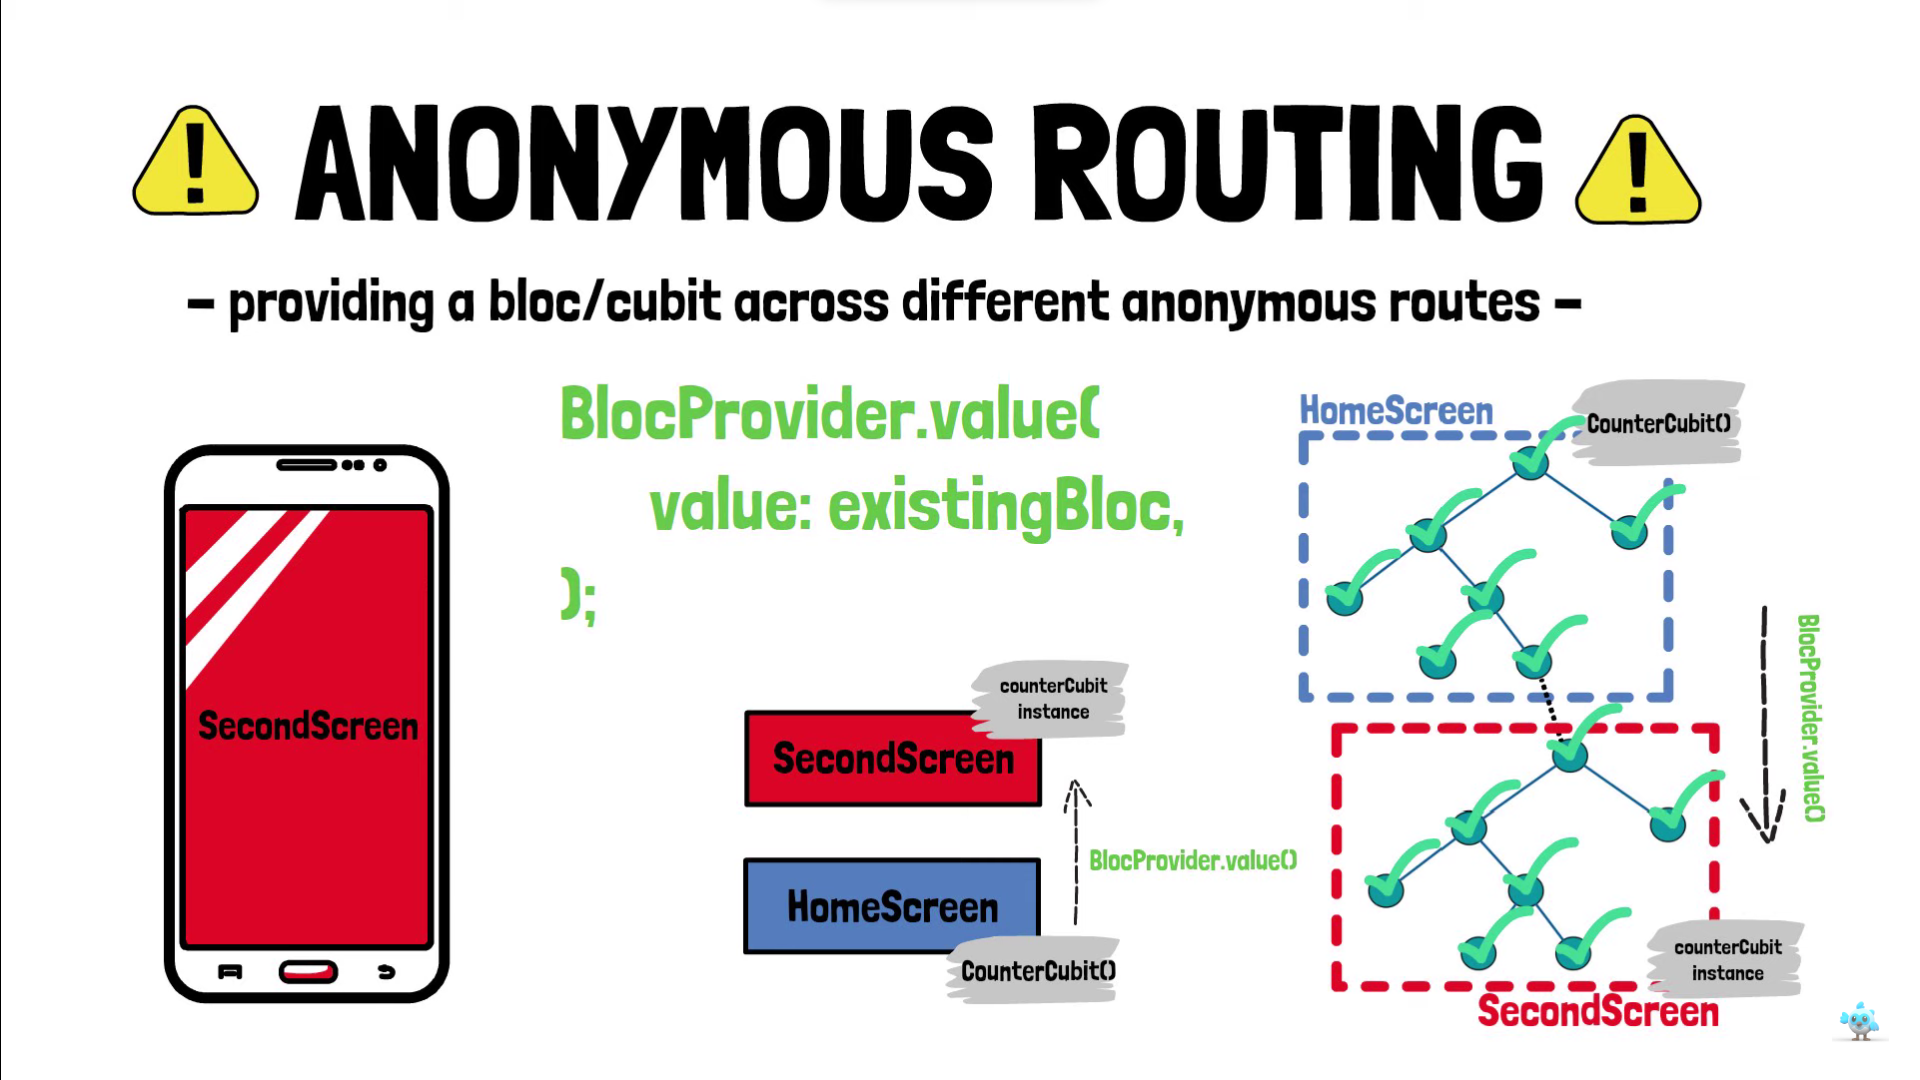 ! ANONYMOUS ROUTING !
- providing a bloc/cubit across different anonymous routes -
BlocProvider.value(
value: existingBloc,
);
SecondScreen
counterCubit
instance
SecondScreen
BlocProvider.value()
HomeScreen
CounterCubit()
HomeScreen
CounterCubit()
BlocProvider.value()
counterCubit
instance
SecondScreen